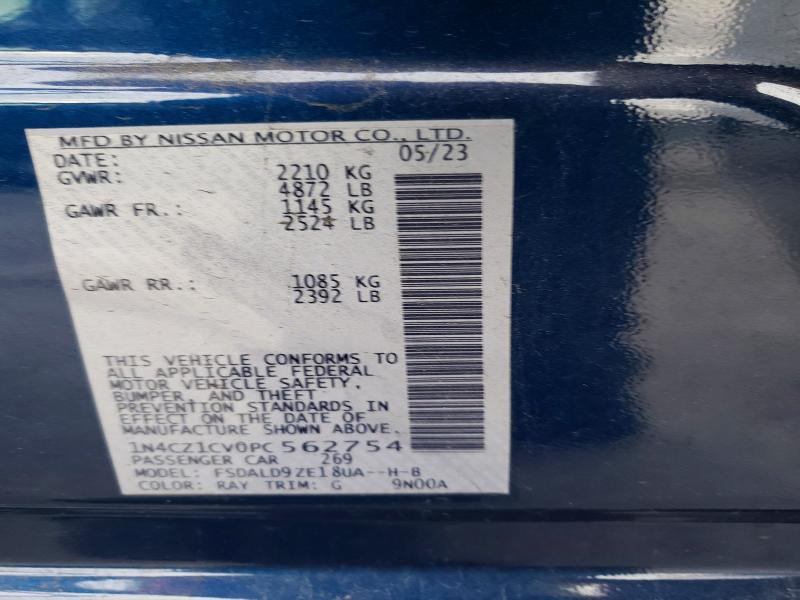 MFD BY NISSAN MOTOR CO., LTD.
DATE: 05/23
GVWR: 2210 KG
4872 LB
GAWR FR.: 1145 KG
2524 LB
GAWR RR.: 1085 KG
2392 LB
THIS VEHICLE CONFORMS TO
ALL APPLICABLE FEDERAL
MOTOR VEHICLE SAFETY,
BUMPER, AND THEFT
PREVENTION STANDARDS IN
EFFECT ON THE DATE OF
MANUFACTURE SHOWN ABOVE.
1N4CZ1CV0PC562754
PASSENGER CAR 269
MODEL: FSDALD9ZE18UA--H-B
COLOR: RAY TRIM: G 9N00A